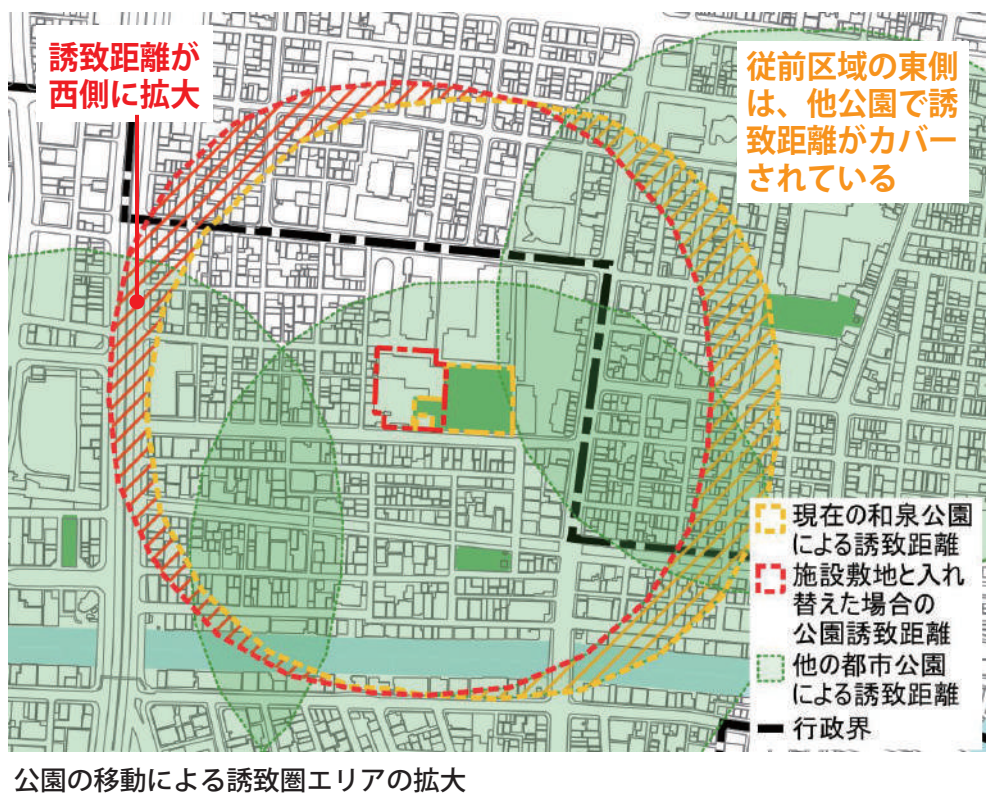 誘致距離が
西側に拡大
従前区域の東側
は、他公園で誘
致距離がカバー
されている
現在の和泉公園
による誘致距離
施設敷地と入れ
替えた場合の
公園誘致距離
他の都市公園
による誘致距離
行政界
公園の移動による誘致圏エリアの拡大